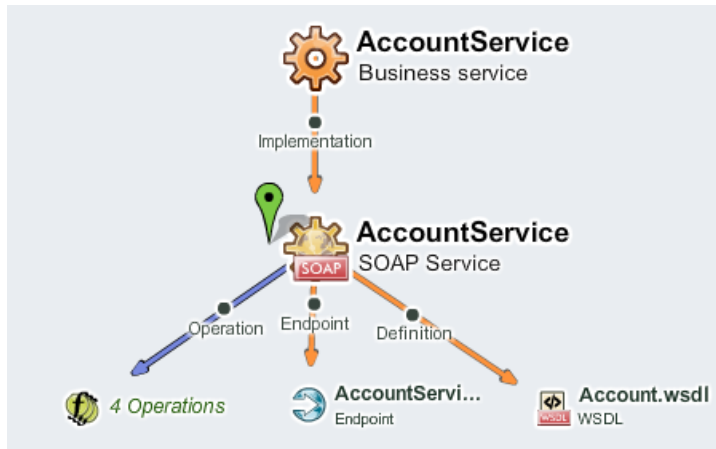 AccountService
Business service
Implementation
AccountService
SOAP
SOAP Service
Operation
Endpoint
Definition
4 Operations
AccountServi...
Endpoint
Account.wsdl
WSDL
WSDL